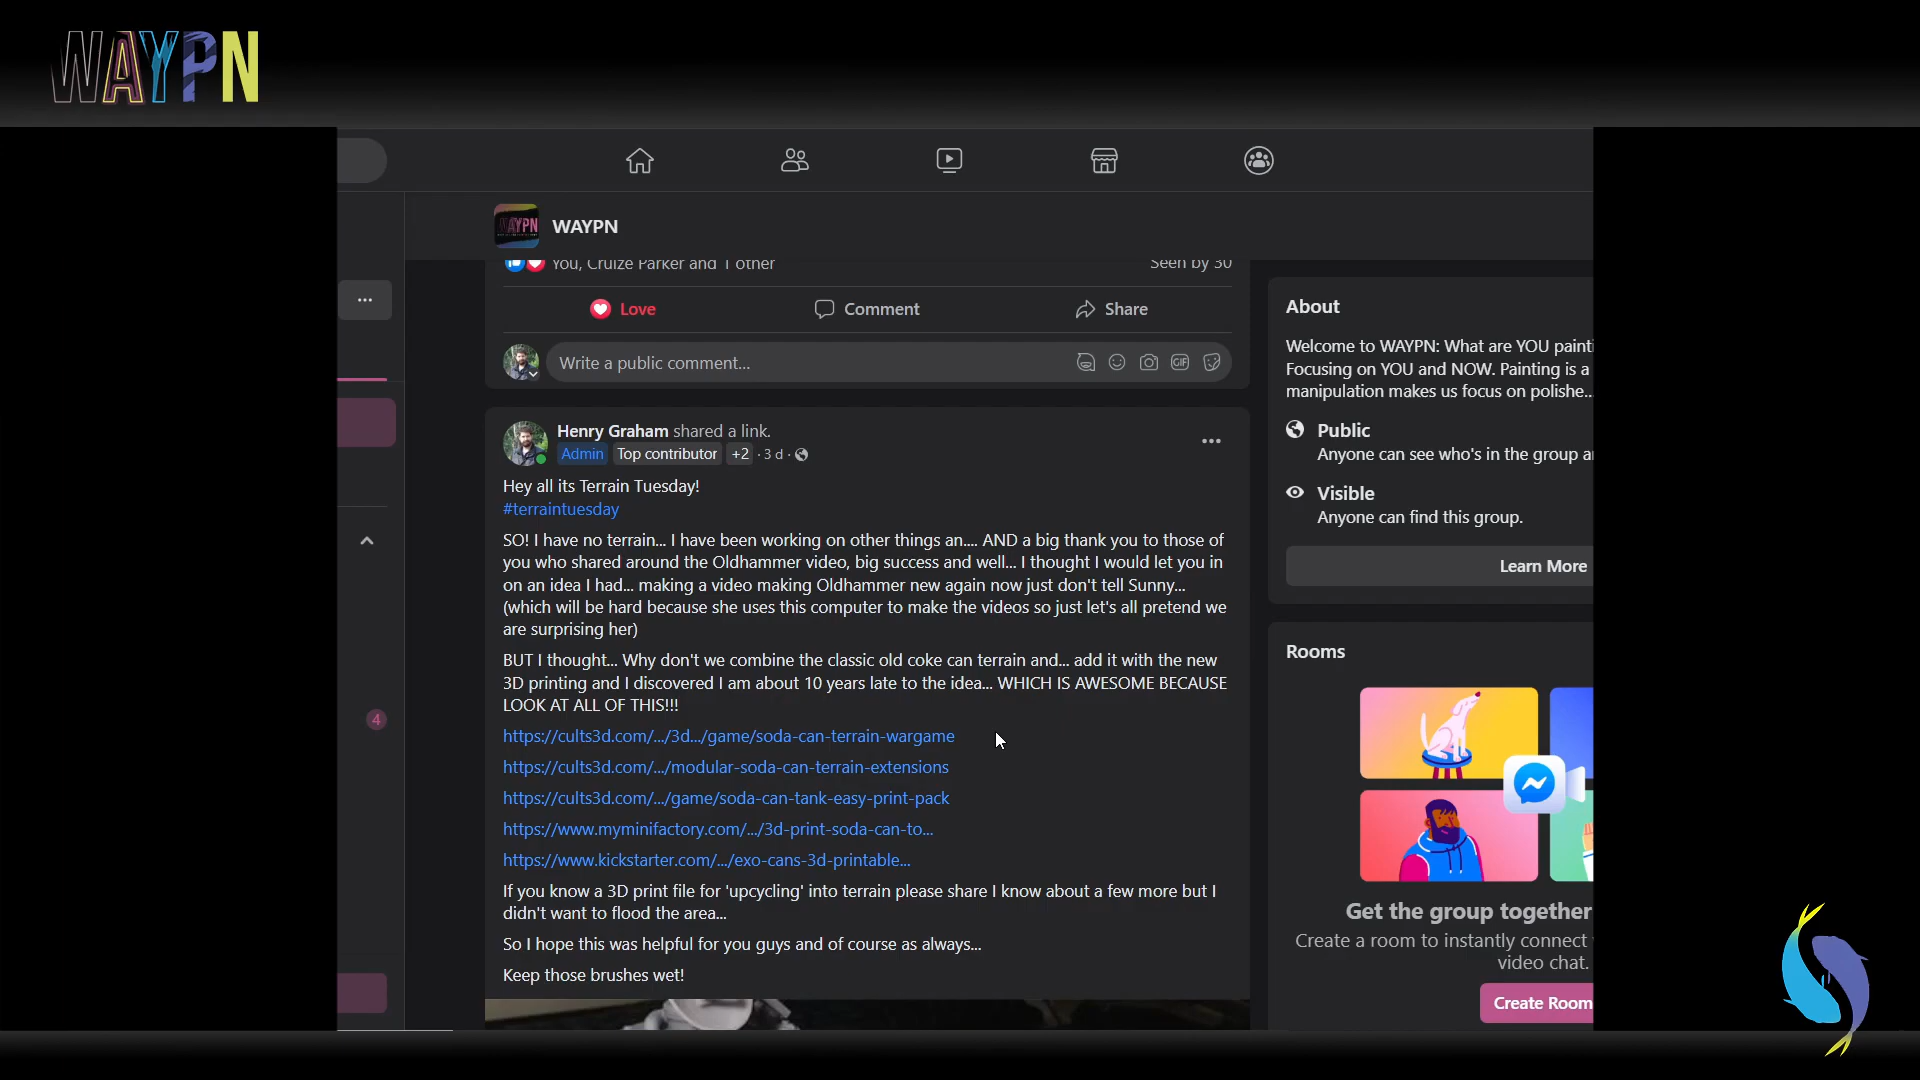 WAYPN
WAYPN
WAYPN
You, Cruize Parker and 1 other
Seen by 30
Love
Comment
Share
Write a public comment...
GIF
Henry Graham shared a link.
Admin Top contributor +2 · 3 d ·
Hey all its Terrain Tuesday!
#terraintuesday
SO! I have no terrain... I have been working on other things an.... AND a big thank you to those of
you who shared around the Oldhammer video, big success and well... I thought I would let you in
on an idea I had... making a video making Oldhammer new again now just don't tell Sunny...
(which will be hard because she uses this computer to make the videos so just let's all pretend we
are surprising her)
BUT I thought... Why don't we combine the classic old coke can terrain and... add it with the new
3D printing and I discovered I am about 10 years late to the idea... WHICH IS AWESOME BECAUSE
LOOK AT ALL OF THIS!!!
https://cults3d.com/.../3d.../game/soda-can-terrain-wargame
https://cults3d.com/.../modular-soda-can-terrain-extensions
https://cults3d.com/.../game/soda-can-tank-easy-print-pack
https://www.myminifactory.com/.../3d-print-soda-can-to...
https://www.kickstarter.com/.../exo-cans-3d-printable...
If you know a 3D print file for 'upcycling' into terrain please share I know about a few more but I
didn't want to flood the area...
So I hope this was helpful for you guys and of course as always...
Keep those brushes wet!
4
About
Welcome to WAYPN: What are YOU painti
Focusing on YOU and NOW. Painting is a
manipulation makes us focus on polishe...
Public
Anyone can see who's in the group a
Visible
Anyone can find this group.
Learn More
Rooms
Get the group together
Create a room to instantly connect
video chat.
Create Room